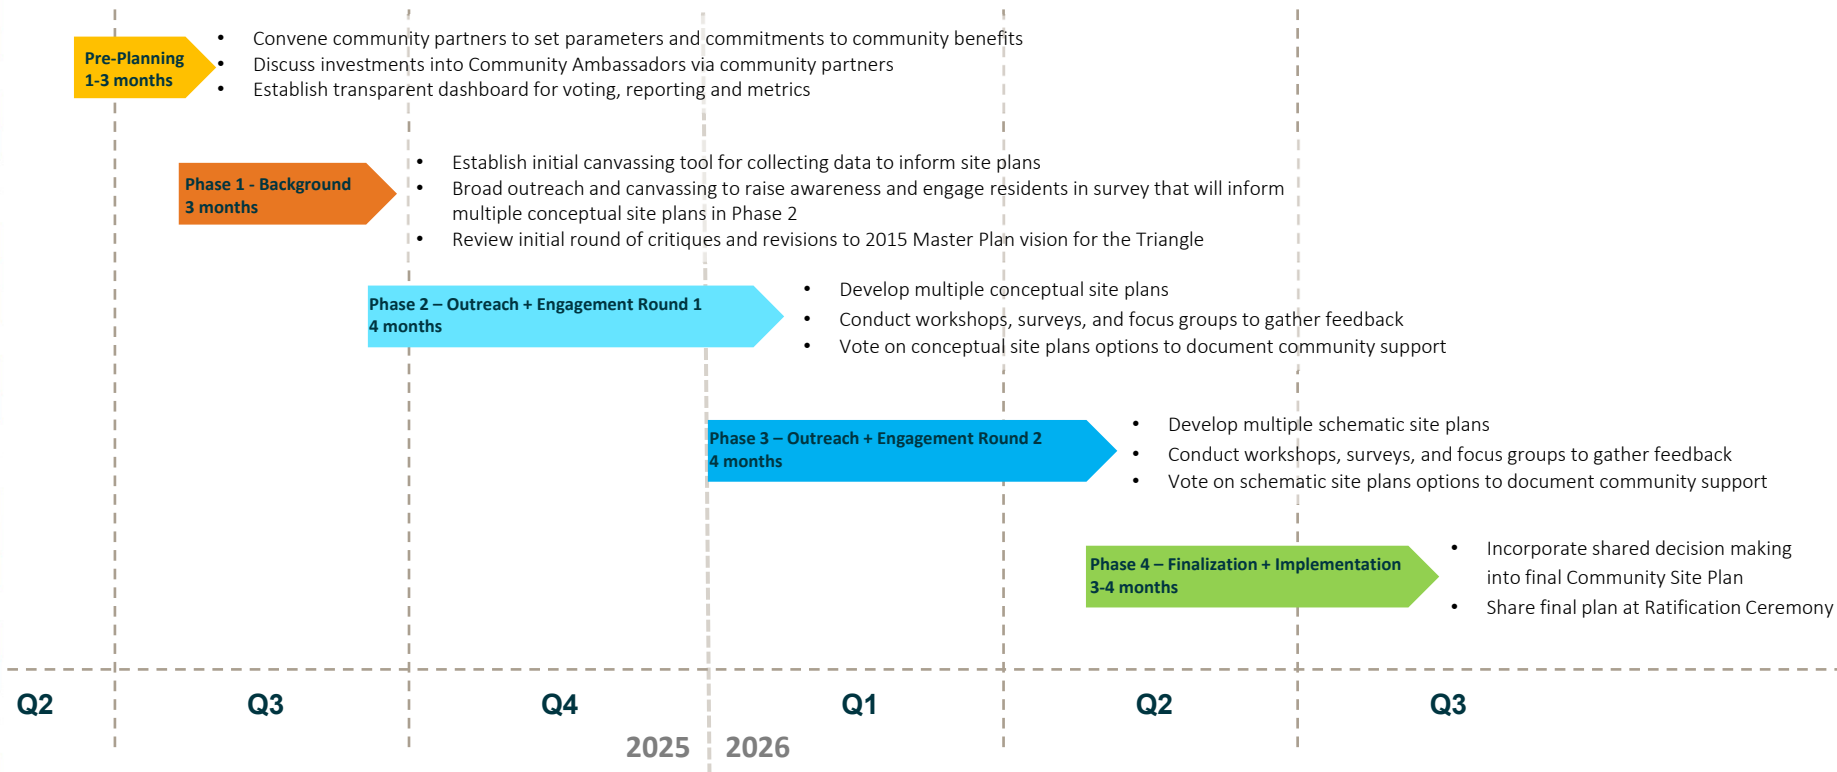 Pre-Planning
1-3 months
• Convene community partners to set parameters and commitments to community benefits
• Discuss investments into Community Ambassadors via community partners
• Establish transparent dashboard for voting, reporting and metrics
Phase 1 - Background
3 months
• Establish initial canvassing tool for collecting data to inform site plans
• Broad outreach and canvassing to raise awareness and engage residents in survey that will inform
multiple conceptual site plans in Phase 2
• Review initial round of critiques and revisions to 2015 Master Plan vision for the Triangle
Phase 2 – Outreach + Engagement Round 1
4 months
• Develop multiple conceptual site plans
• Conduct workshops, surveys, and focus groups to gather feedback
• Vote on conceptual site plans options to document community support
Phase 3 – Outreach + Engagement Round 2
4 months
• Develop multiple schematic site plans
• Conduct workshops, surveys, and focus groups to gather feedback
• Vote on schematic site plans options to document community support
Phase 4 – Finalization + Implementation
3-4 months
• Incorporate shared decision making
into final Community Site Plan
• Share final plan at Ratification Ceremony
Q2 Q3 Q4 Q1 Q2 Q3
2025 2026